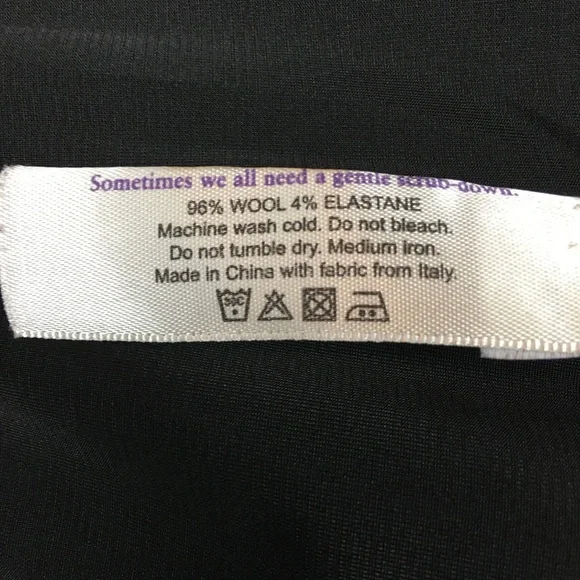 Sometimes we all need a gentle scrub-down.
96% WOOL 4% ELASTANE
Machine wash cold. Do not bleach.
Do not tumble dry. Medium Iron.
Made in China with fabric from Italy.
30C